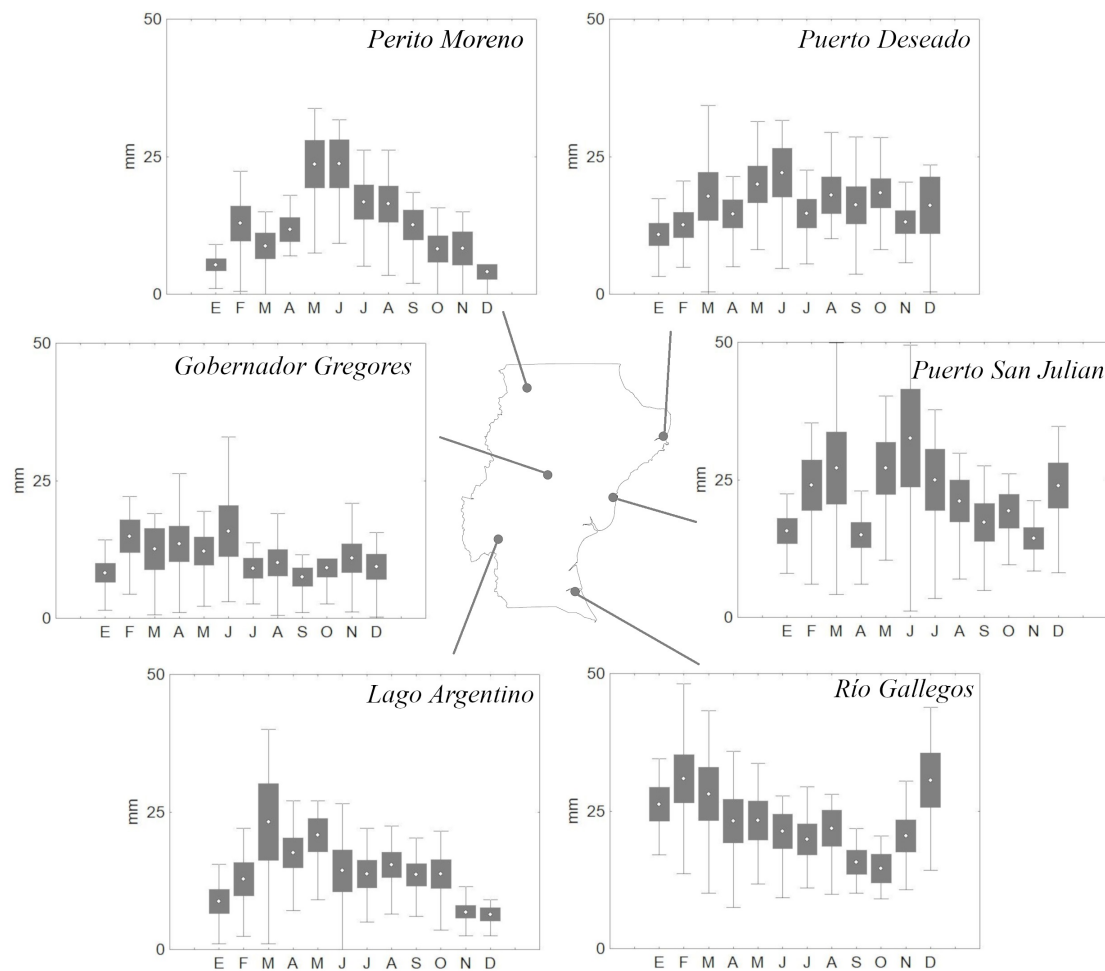 Perito Moreno
50
25
0
mm
E F M A M J J A S O N D
Puerto Deseado
50
25
0
mm
E F M A M J J A S O N D
Gobernador Gregores
50
25
0
mm
E F M A M J J A S O N D
Puerto San Julian
50
25
0
mm
E F M A M J J A S O N D
Lago Argentino
50
25
0
mm
E F M A M J J A S O N D
Río Gallegos
50
25
0
mm
E F M A M J J A S O N D